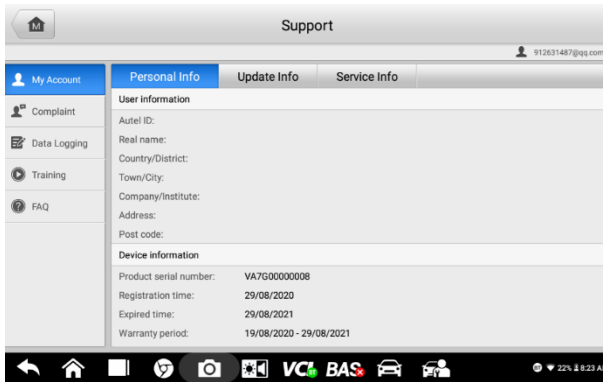 M
Support
912631487@qq.com
My Account
Personal Info
Update Info
Service Info
User information
Complaint
Autel ID:
Data Logging
Real name:
Country/District:
Training
Town/City:
FAQ
Company/Institute:
Address:
Post code:
Device information
Product serial number: VA7G00000008
Registration time: 29/08/2020
Expired time: 29/08/2021
Warranty period: 19/08/2020 - 29/08/2021
VCI BAS 22% 8:23 AM